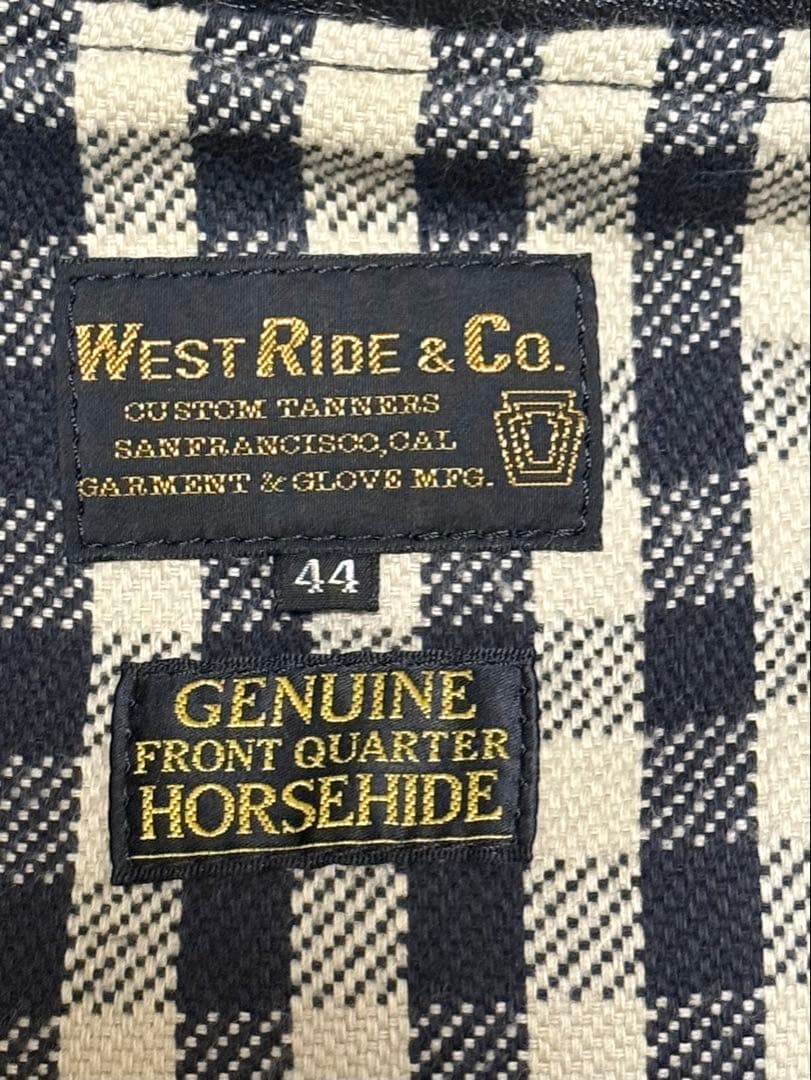 WEST RIDE & CO.
CUSTOM TANNERS
SANFRANCISCO,CAL
GARMENT & GLOVE MFG.
44
GENUINE
FRONT QUARTER
HORSEHIDE